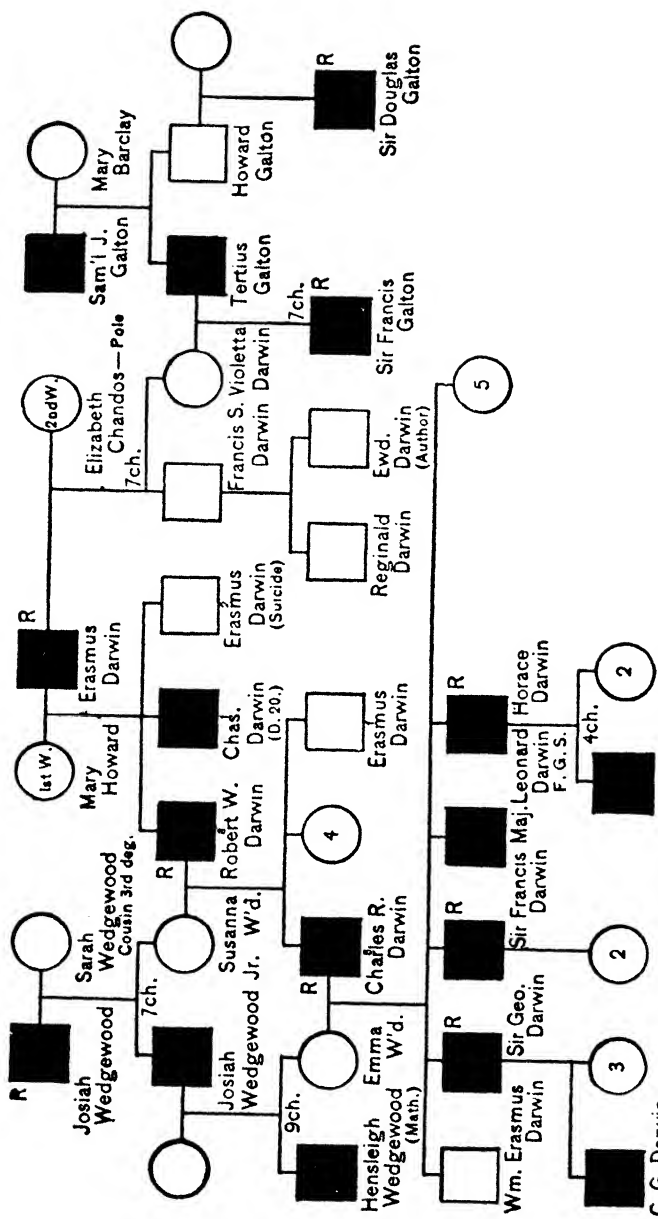 R
Josiah
Wedgewood
Sarah
Wedgewood
Cousin 3rd deg.
7ch.
1st W.
Mary
Howard
R
Erasmus
Darwin
2nd W.
Elizabeth
Chandos—Pole
7ch.
Sam'l J.
Galton
Mary
Barclay
Josiah
Wedgewood Jr.
Susanna
W'd.
R
Robert W.
Darwin
Chas.
Darwin
(D. 20.)
Erasmus
Darwin
(Suicide)
Francis S.
Darwin
Violetta
Darwin
Tertius
Galton
Howard
Galton
9ch.
Hensleigh
Wedgewood
(Math.)
Emma
W'd.
R
Charles R.
Darwin
4
Erasmus
Darwin
Reginald
Darwin
Ewd.
Darwin
(Author)
7ch.
R
Sir Francis
Galton
R
Sir Douglas
Galton
Wm. Erasmus
Darwin
R
Sir Geo.
Darwin
R
Sir Francis
Darwin
Maj. Leonard
Darwin
F. G. S.
R
Horace
Darwin
5
3
2
4ch.
2
C. G. Darwin